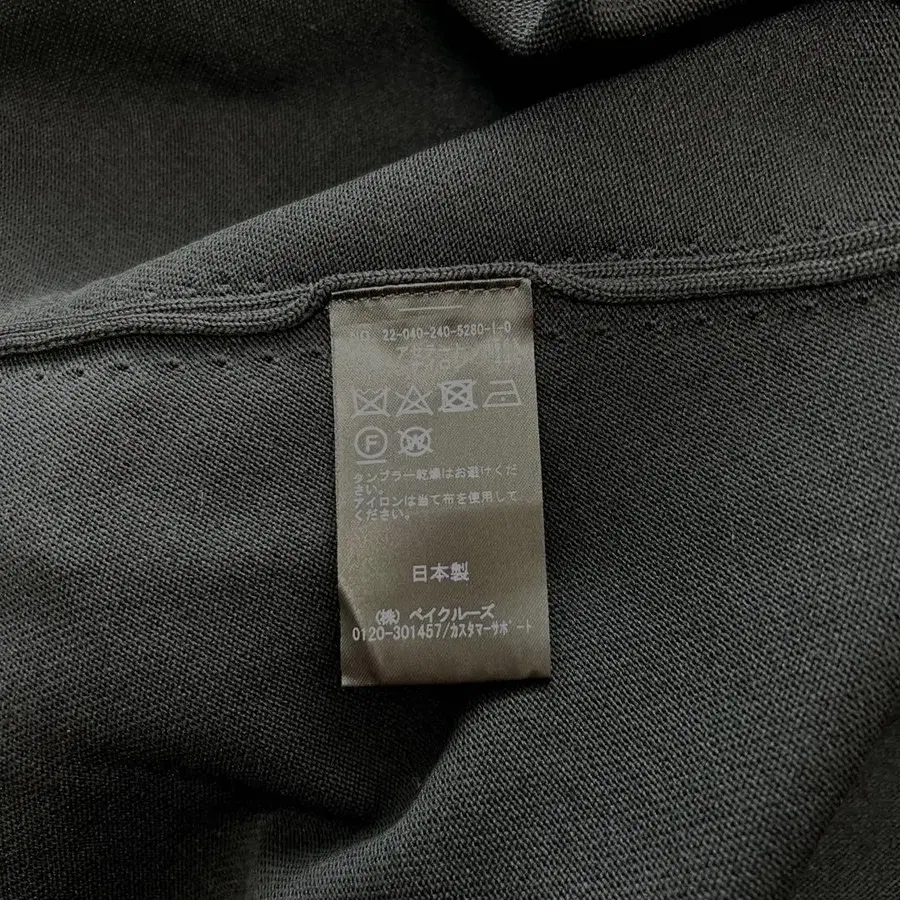 22-040-240-5280-1-0
F
W
タンブラー乾燥はお避けくだ
さい。
アイロンは当て布を使用して
ください。
日本製
(株) ベイクルーズ
0120-301457/カスタマーサポート